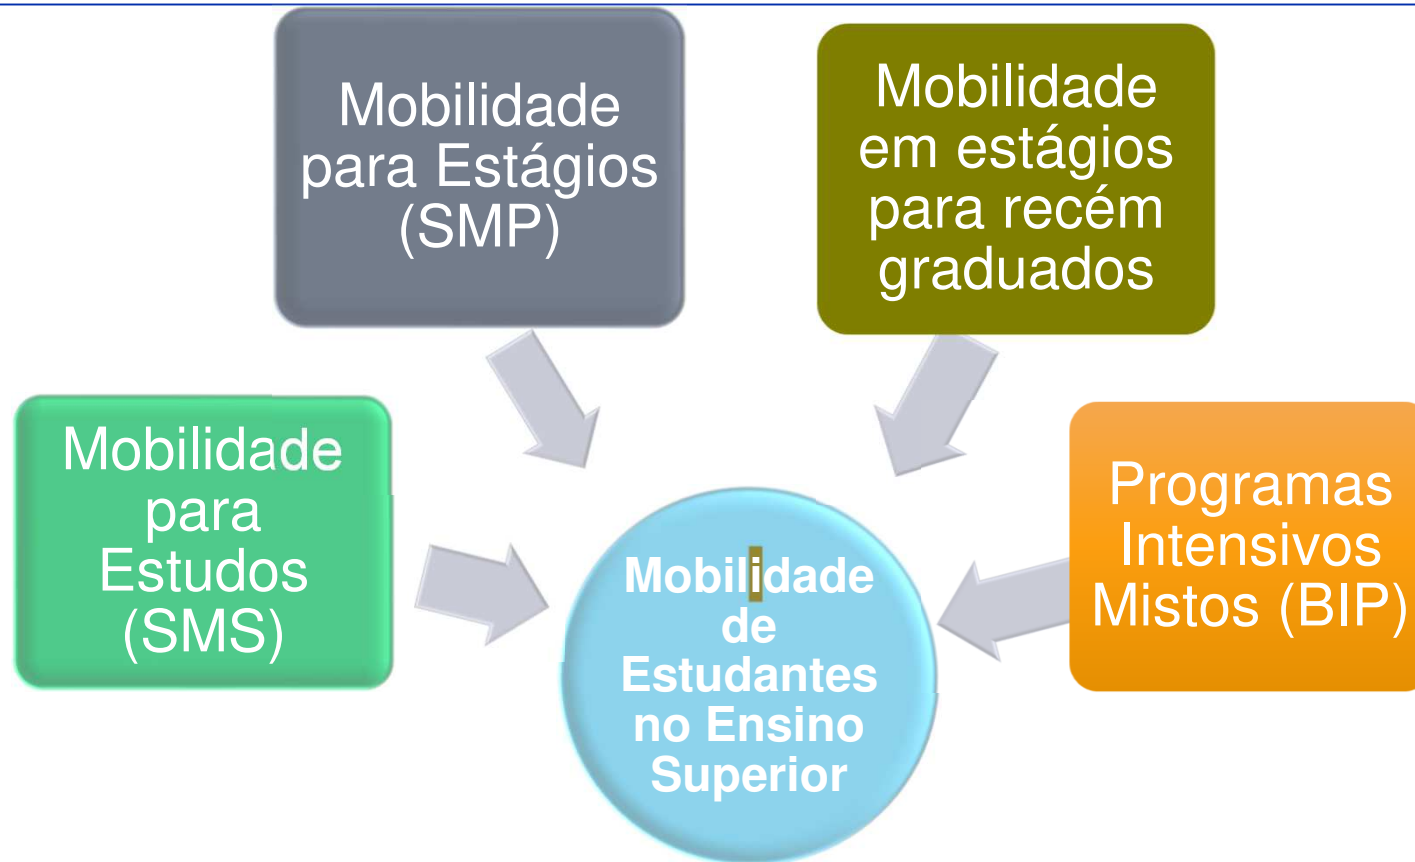 Mobilidade
para Estágios
(SMP)
Mobilidade
em estágios
para recém
graduados
Mobilidade
para
Estudos
(SMS)
Programas
Intensivos
Mistos (BIP)
Mobilidade
de
Estudantes
no Ensino
Superior